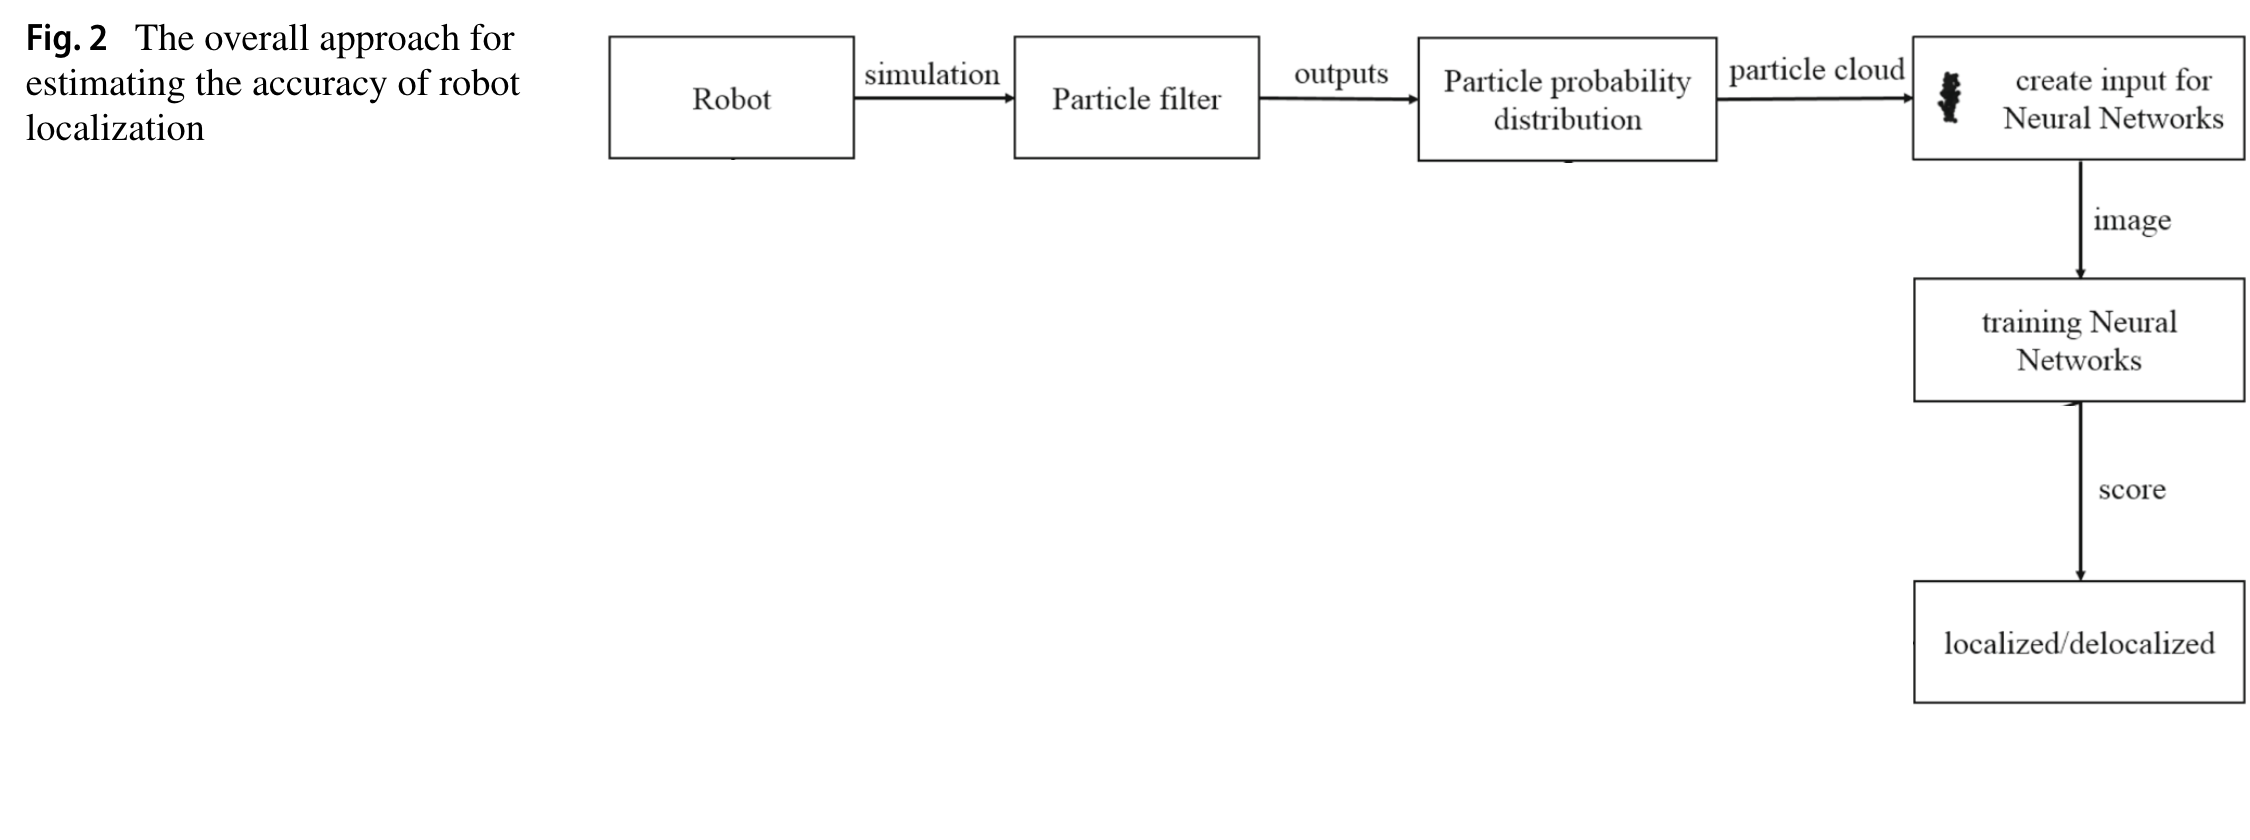 Fig. 2 The overall approach for
estimating the accuracy of robot
localization
Robot
simulation
Particle filter
outputs
Particle probability
distribution
particle cloud
create input for
Neural Networks
image
training Neural
Networks
score
localized/delocalized